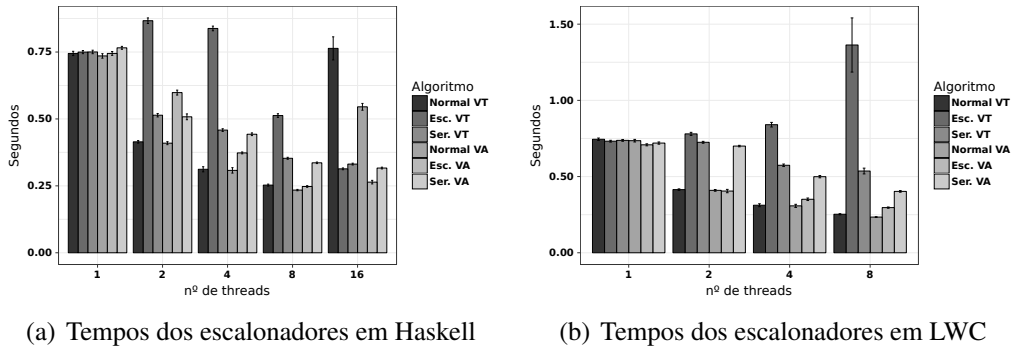 Segundos
0.75
0.50
0.25
0.00
1 2 4 8 16
nº de threads
Algoritmo
Normal VT
Esc. VT
Ser. VT
Normal VA
Esc. VA
Ser. VA
(a) Tempos dos escalonadores em Haskell
Segundos
1.50
1.00
0.50
0.00
1 2 4 8
nº de threads
Algoritmo
Normal VT
Esc. VT
Ser. VT
Normal VA
Esc. VA
Ser. VA
(b) Tempos dos escalonadores em LWC